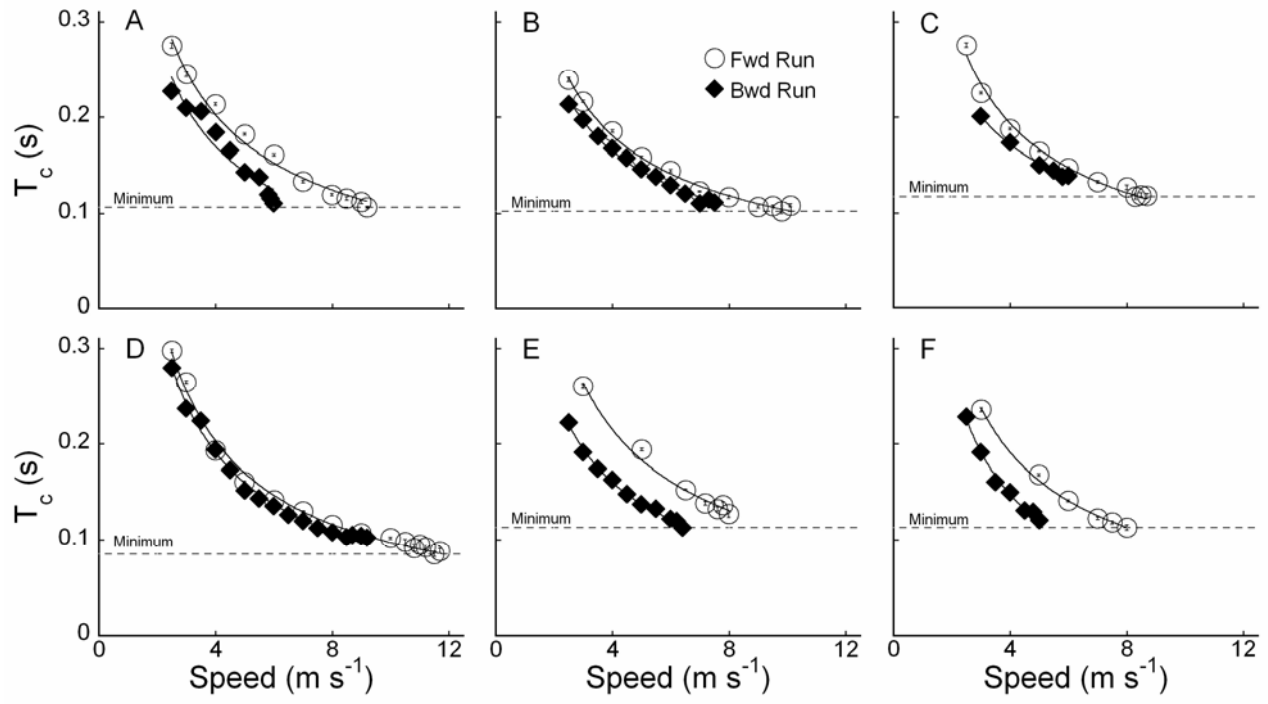 A
B
C
0.3
0.2
0.1
0
T_c (s)
Fwd Run
Bwd Run
Minimum
Minimum
Minimum
D
E
F
0.3
0.2
0.1
0
T_c (s)
Minimum
Minimum
Minimum
0 4 8 12
0 4 8 12
0 4 8 12
Speed (m s⁻¹)
Speed (m s⁻¹)
Speed (m s⁻¹)